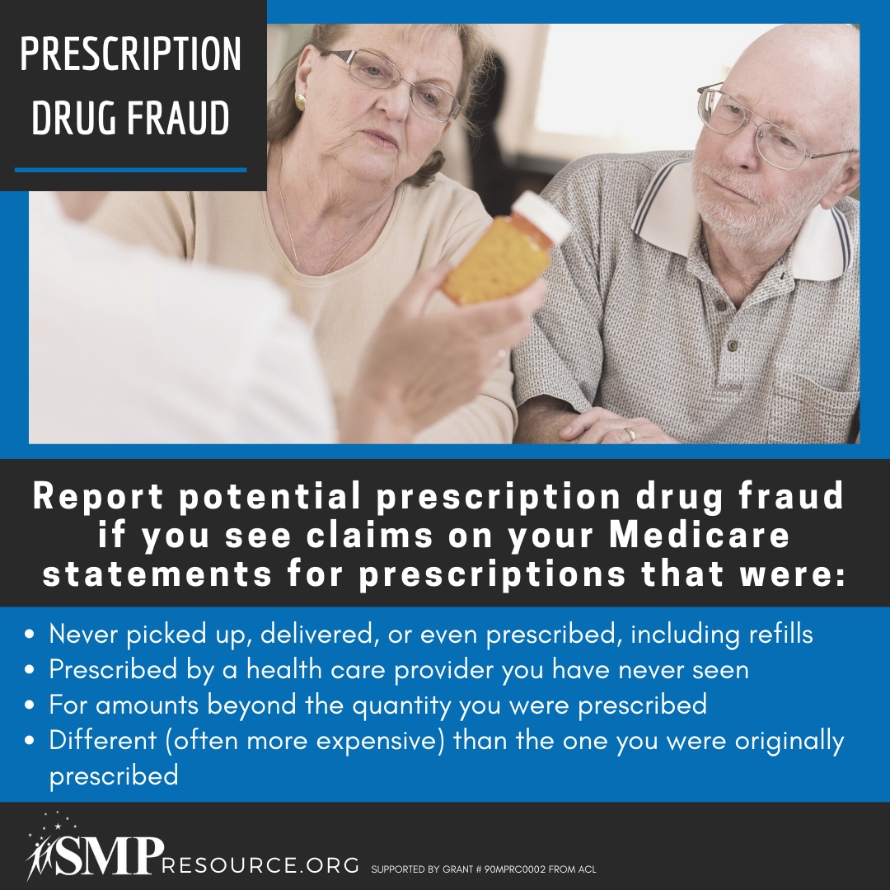 PRESCRIPTION
DRUG FRAUD
Report potential prescription drug fraud
if you see claims on your Medicare
statements for prescriptions that were:
• Never picked up, delivered, or even prescribed, including refills
• Prescribed by a health care provider you have never seen
• For amounts beyond the quantity you were prescribed
• Different (often more expensive) than the one you were originally
prescribed
SMPRESOURCE.ORG SUPPORTED BY GRANT # 90MPRC0002 FROM ACL